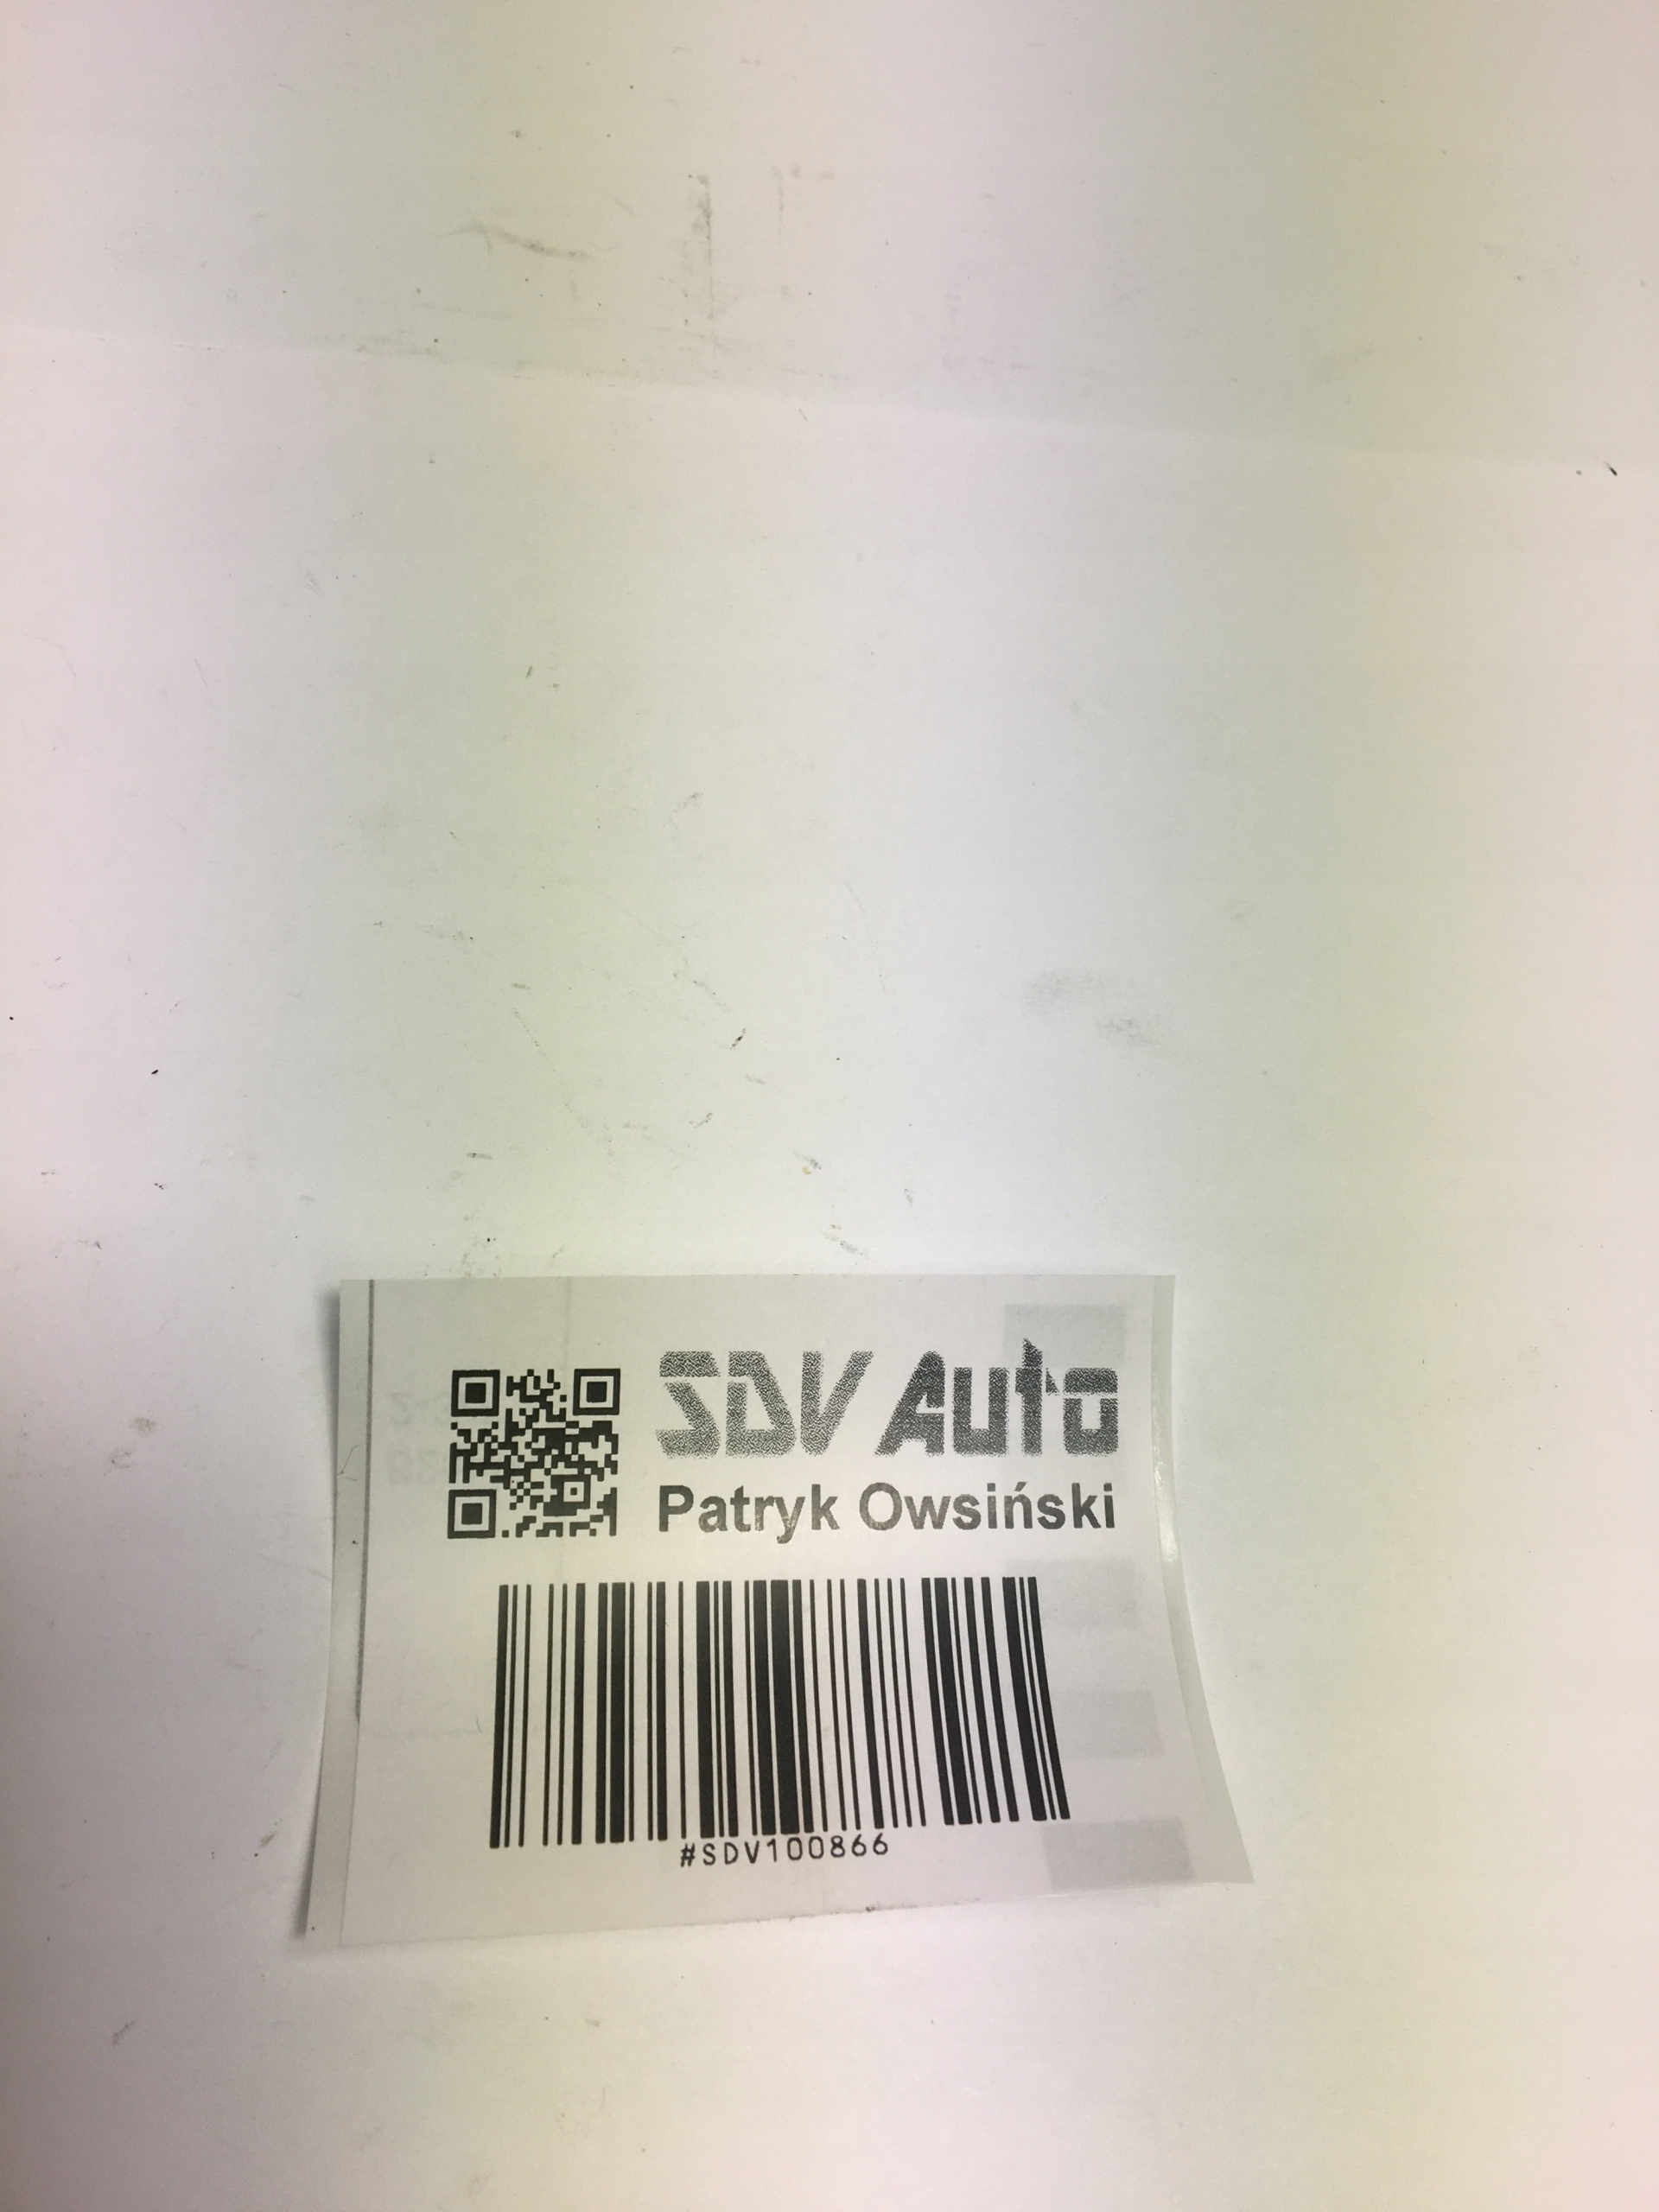 SDV Auto
Patryk Owsiński
#SDV100866